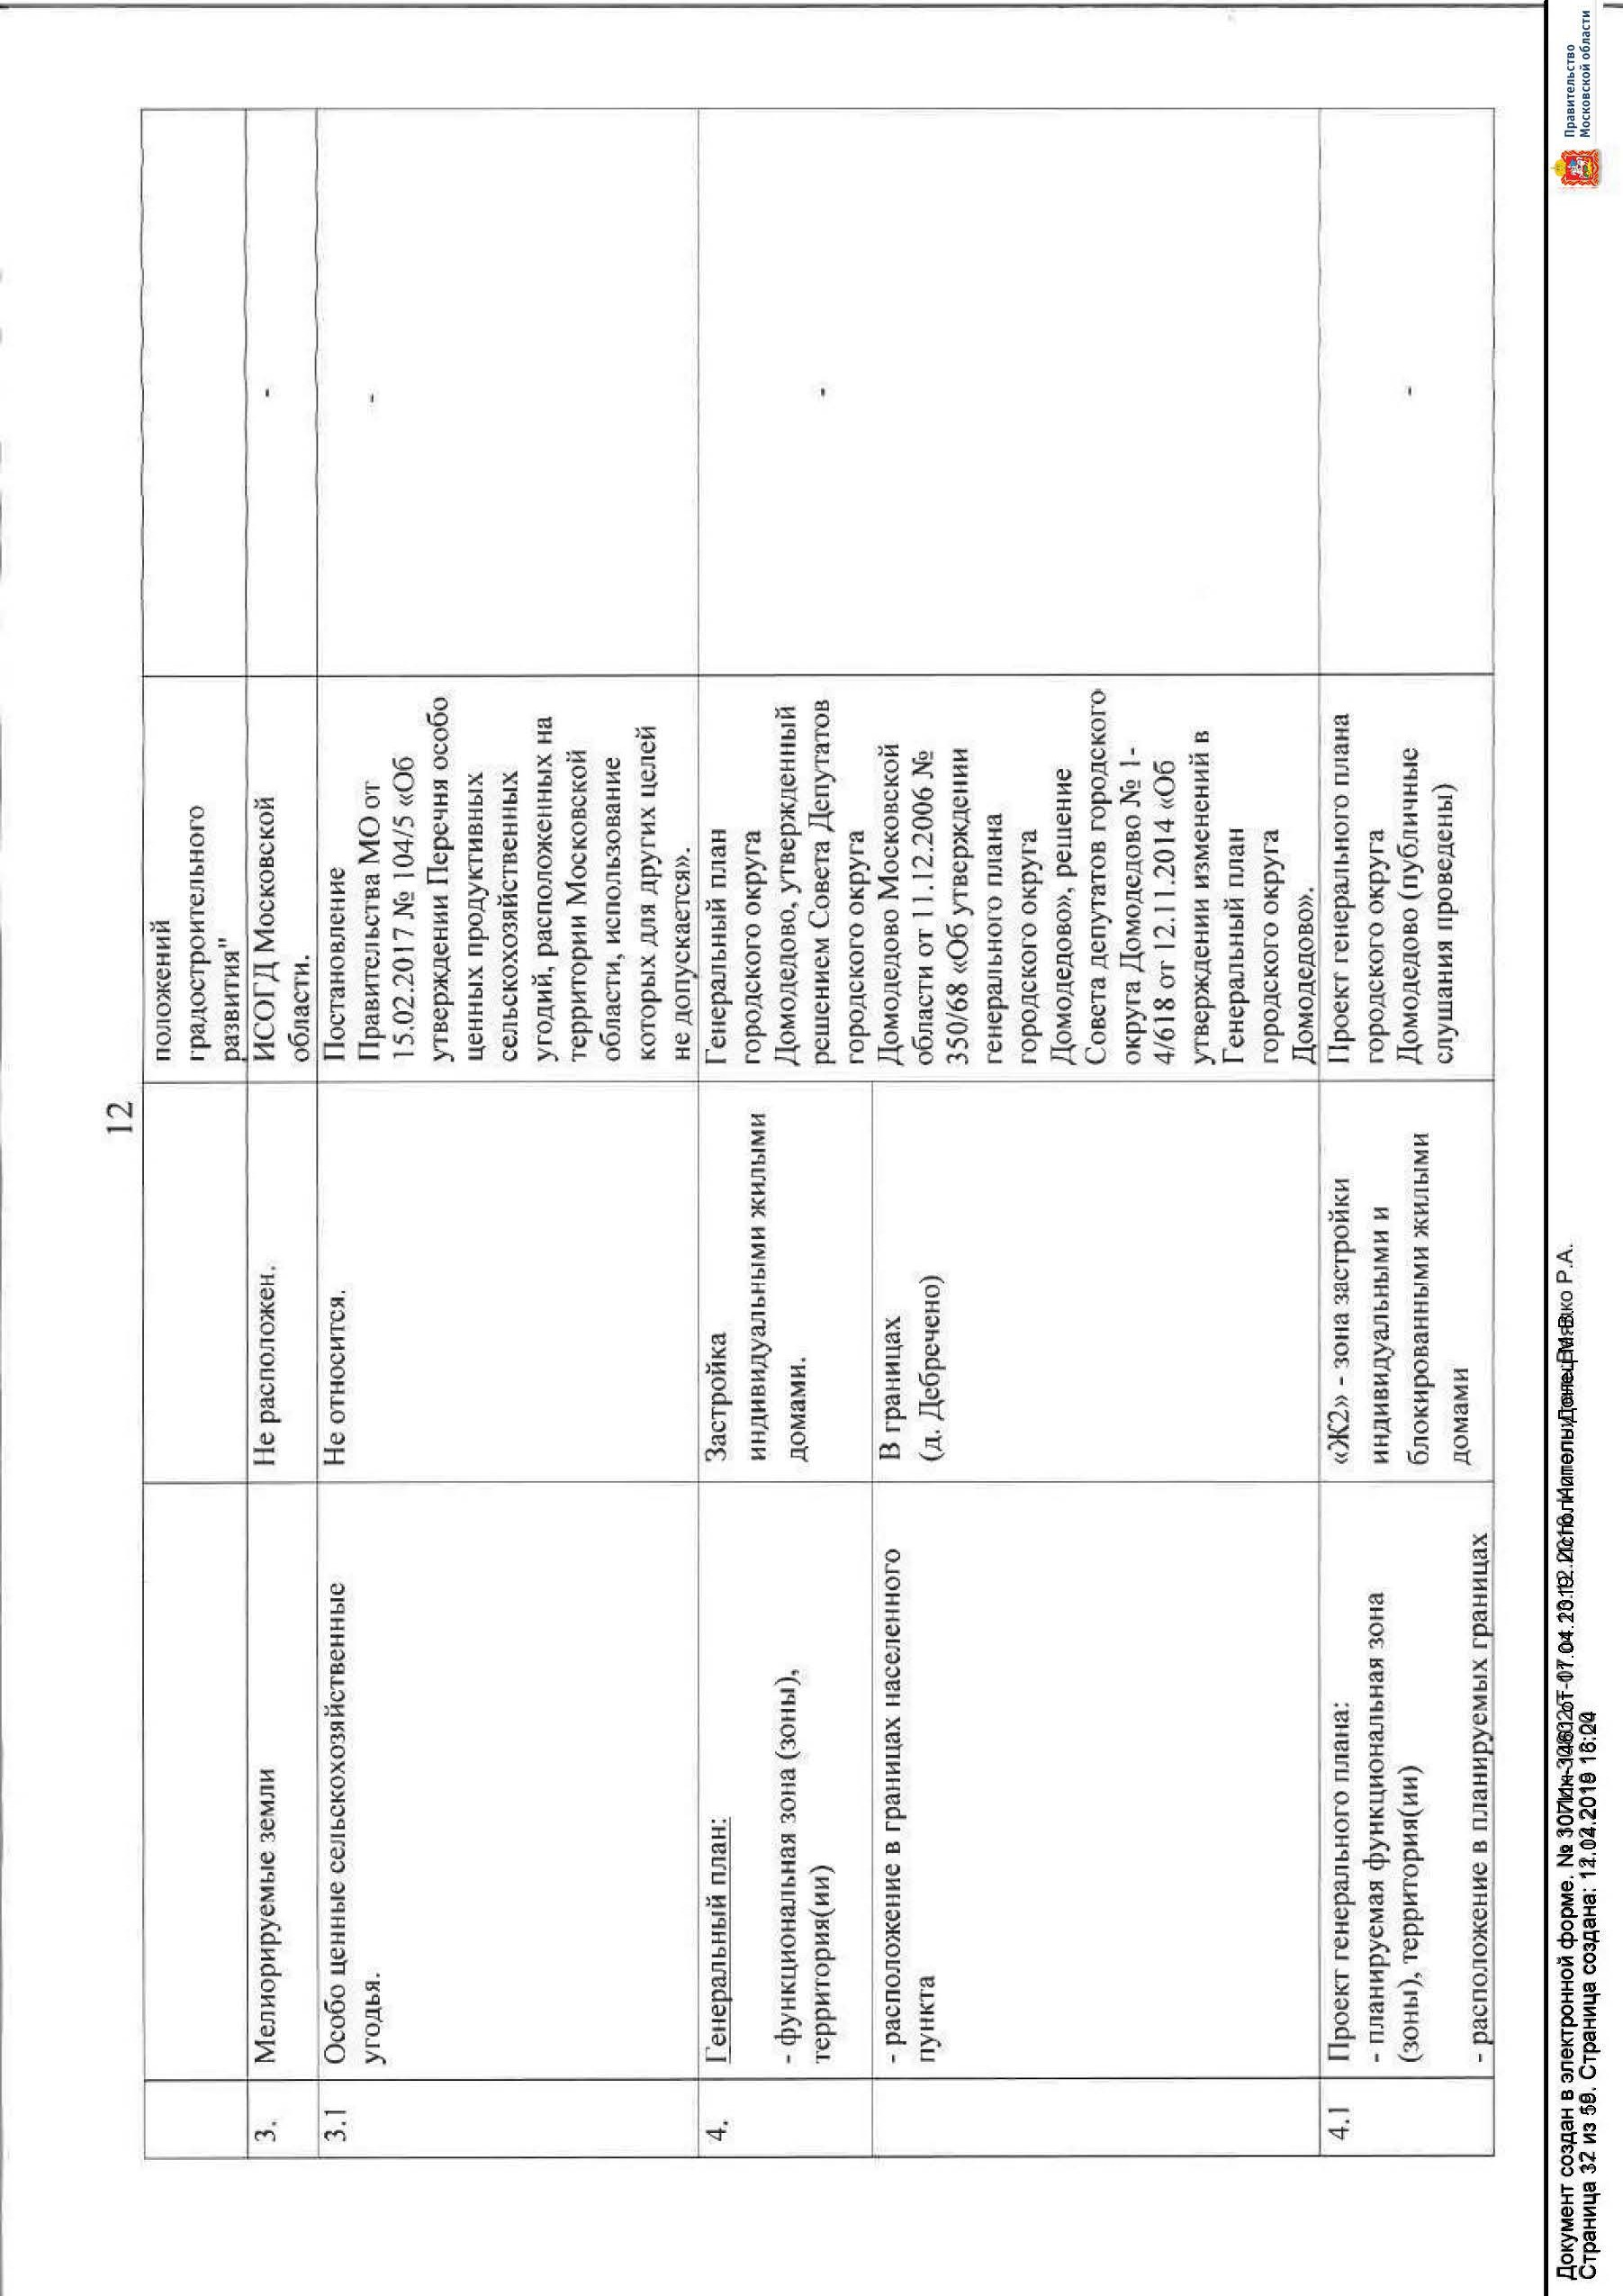 12
положений
градостроительного
развития"
3.
Мелиорируемые земли
Не расположен.
ИСОГД Московской
области.
-
3.1
Особо ценные сельскохозяйственные
угодья.
Не относится.
Постановление
Правительства МО от
15.02.2017 № 104/5 «Об
утверждении Перечня особо
ценных продуктивных
сельскохозяйственных
угодий, расположенных на
территории Московской
области, использование
которых для других целей
не допускается».
-
4.
Генеральный план:
- функциональная зона (зоны),
территория(ии)
Застройка
индивидуальными жилыми
домами.
- расположение в границах населенного
пункта
В границах
(д. Дебречено)
Генеральный план
городского округа
Домодедово, утвержденный
решением Совета Депутатов
городского округа
Домодедово Московской
области от 11.12.2006 №
350/68 «Об утверждении
генерального плана
городского округа
Домодедово», решение
Совета депутатов городского
округа Домодедово № 1-
4/618 от 12.11.2014 «Об
утверждении изменений в
Генеральный план
городского округа
Домодедово».
-
4.1
Проект генерального плана:
- планируемая функциональная зона
(зоны), территория(ии)
- расположение в планируемых границах
«Ж2» - зона застройки
индивидуальными и
блокированными жилыми
домами
Проект генерального плана
городского округа
Домодедово (публичные
слушания проведены)
-
Документ создан в электронной форме. №
Страница создана:
Правительство
Московской области